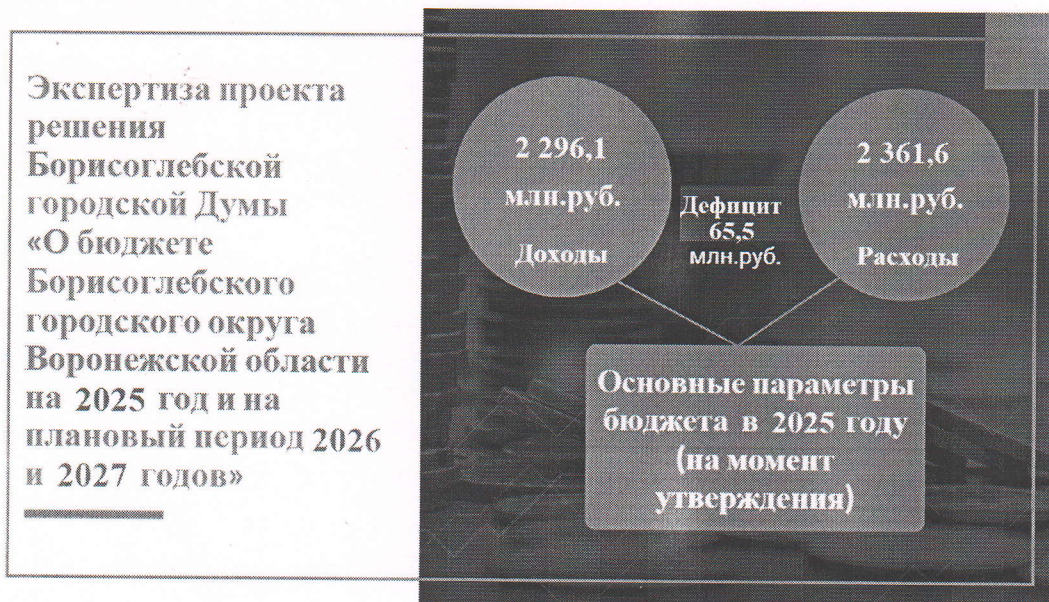 Экспертиза проекта
решения
Борисоглебской
городской Думы
«О бюджете
Борисоглебского
городского округа
Воронежской области
на 2025 год и на
плановый период 2026
и 2027 годов»
2 296,1
млн.руб.
Доходы
Дефицит
65,5
млн.руб.
2 361,6
млн.руб.
Расходы
Основные параметры
бюджета в 2025 году
(на момент
утверждения)